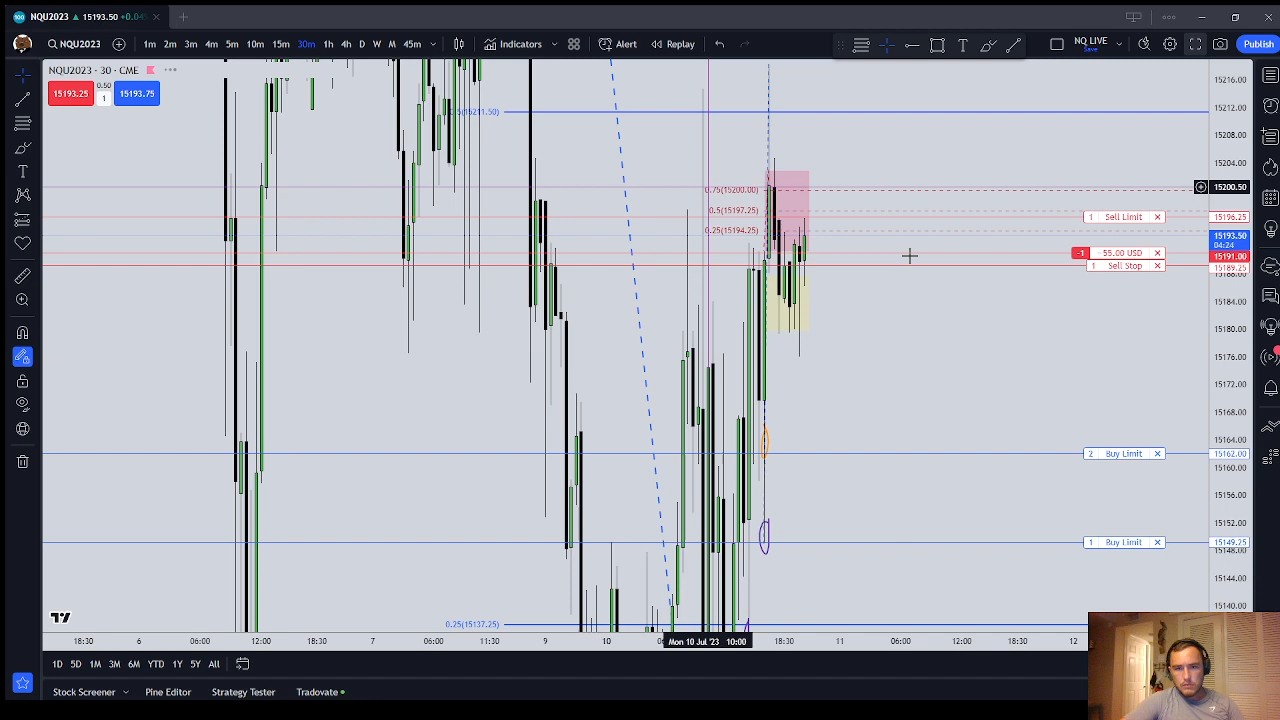 100 NQU2023 ▲ 15193.50 +0.04
NQU2023 1m 2m 3m 4m 5m 10m 15m 30m 1h 4h D W M 45m Indicators Alert Replay NQ LIVE Save Publish
NQU2023 · 30 · CME
15193.25 0.50 1 15193.75
15216.00
0.5(15211.50) 15212.00
15208.00
15204.00
0.75(15200.00) 15200.50
0.5(15197.25) 1 Sell Limit 15196.25
0.25(15194.25) 15193.50
04:24
-1 - 55.00 USD 15191.00
1 Sell Stop 15189.25
15188.00
15184.00
15180.00
15176.00
15172.00
15168.00
15164.00
2 Buy Limit 15162.00
15160.00
15156.00
15152.00
1 Buy Limit 15149.25
15148.00
15144.00
15140.00
0.25(15137.25)
18:30 6 06:00 12:00 18:30 7 06:00 11:30 9 10 Mon 10 Jul '23 10:00 18:30 11 06:00 12:00 18:30 12
1D 5D 1M 3M 6M YTD 1Y 5Y All
Stock Screener Pine Editor Strategy Tester Tradovate